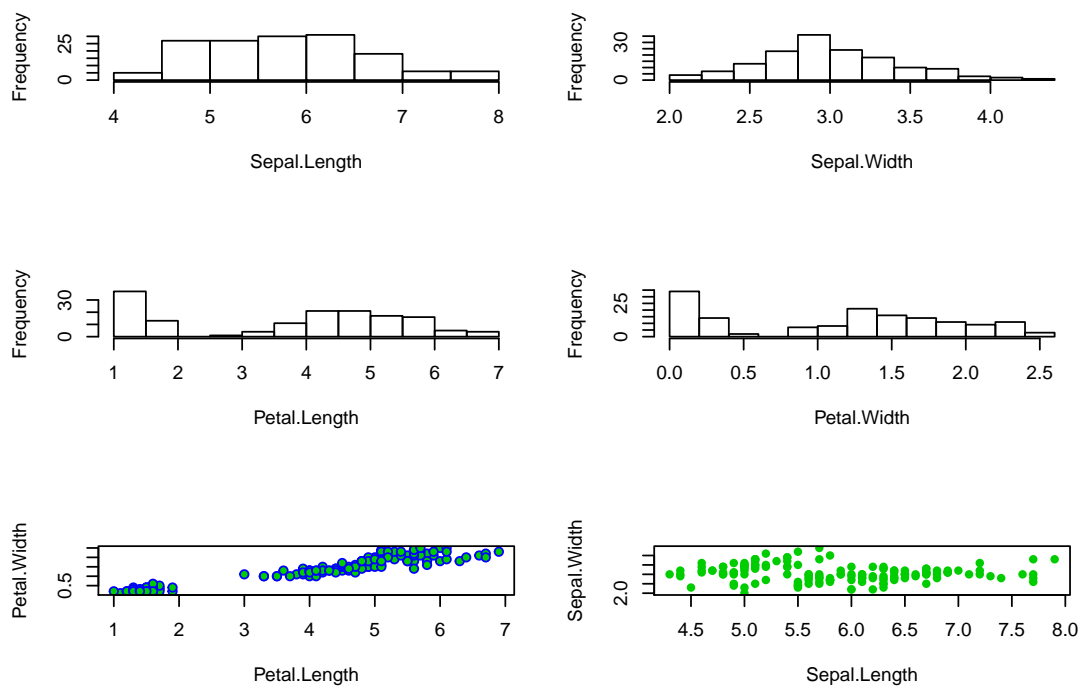 Frequency
0 25
4 5 6 7 8
Sepal.Length
Frequency
0 30
2.0 2.5 3.0 3.5 4.0
Sepal.Width
Frequency
0 30
1 2 3 4 5 6 7
Petal.Length
Frequency
0 25
0.0 0.5 1.0 1.5 2.0 2.5
Petal.Width
Petal.Width
0.5
1 2 3 4 5 6 7
Petal.Length
Sepal.Width
2.0
4.5 5.0 5.5 6.0 6.5 7.0 7.5 8.0
Sepal.Length